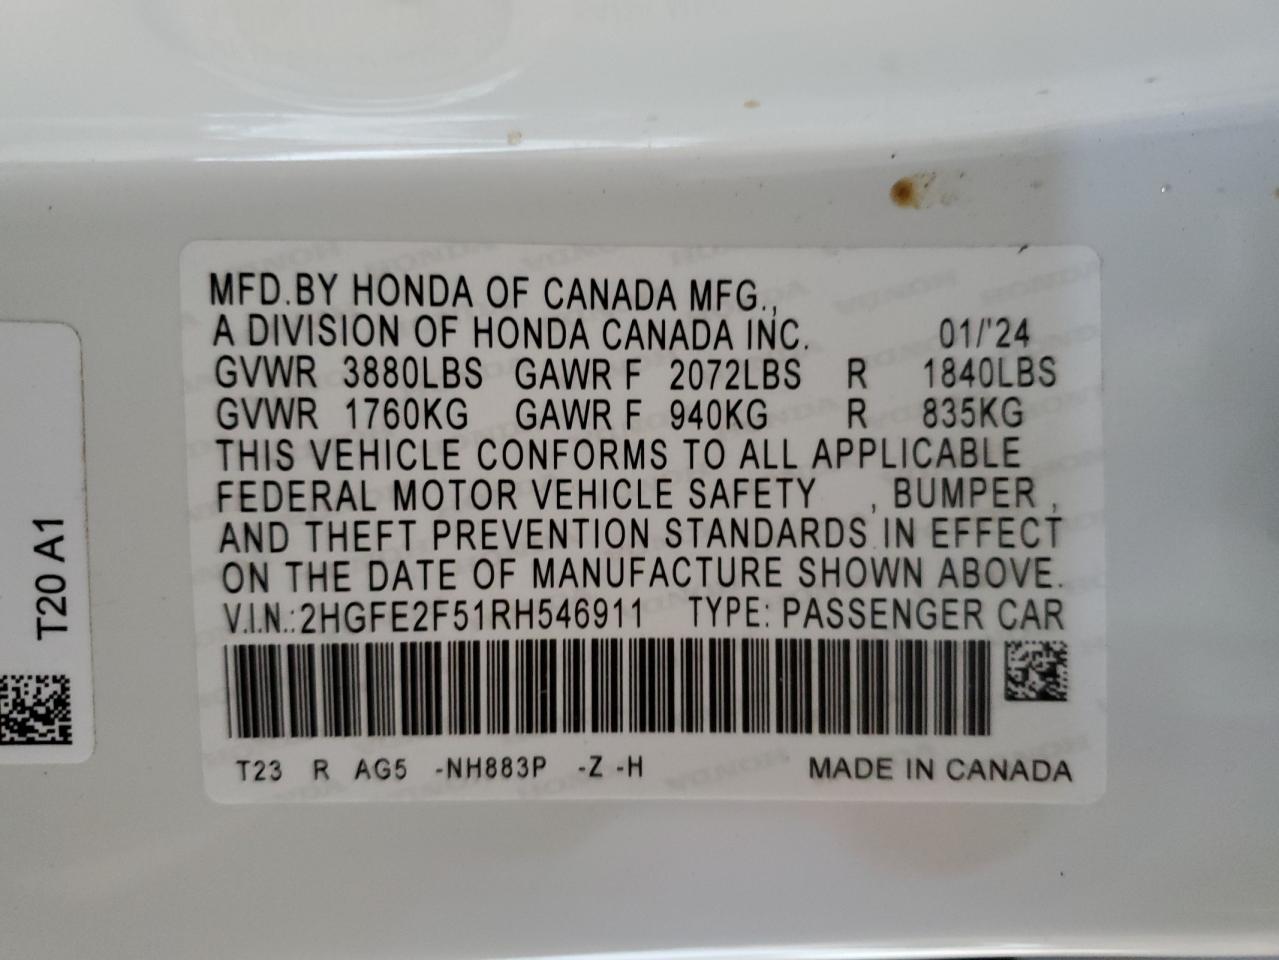 MFD.BY HONDA OF CANADA MFG.,
A DIVISION OF HONDA CANADA INC. 01/'24
GVWR 3880LBS GAWR F 2072LBS R 1840LBS
GVWR 1760KG GAWR F 940KG R 835KG
THIS VEHICLE CONFORMS TO ALL APPLICABLE
FEDERAL MOTOR VEHICLE SAFETY , BUMPER ,
AND THEFT PREVENTION STANDARDS IN EFFECT
ON THE DATE OF MANUFACTURE SHOWN ABOVE.
V.I.N.:2HGFE2F51RH546911 TYPE: PASSENGER CAR
T23 R AG5 -NH883P -Z -H MADE IN CANADA
T20 A1